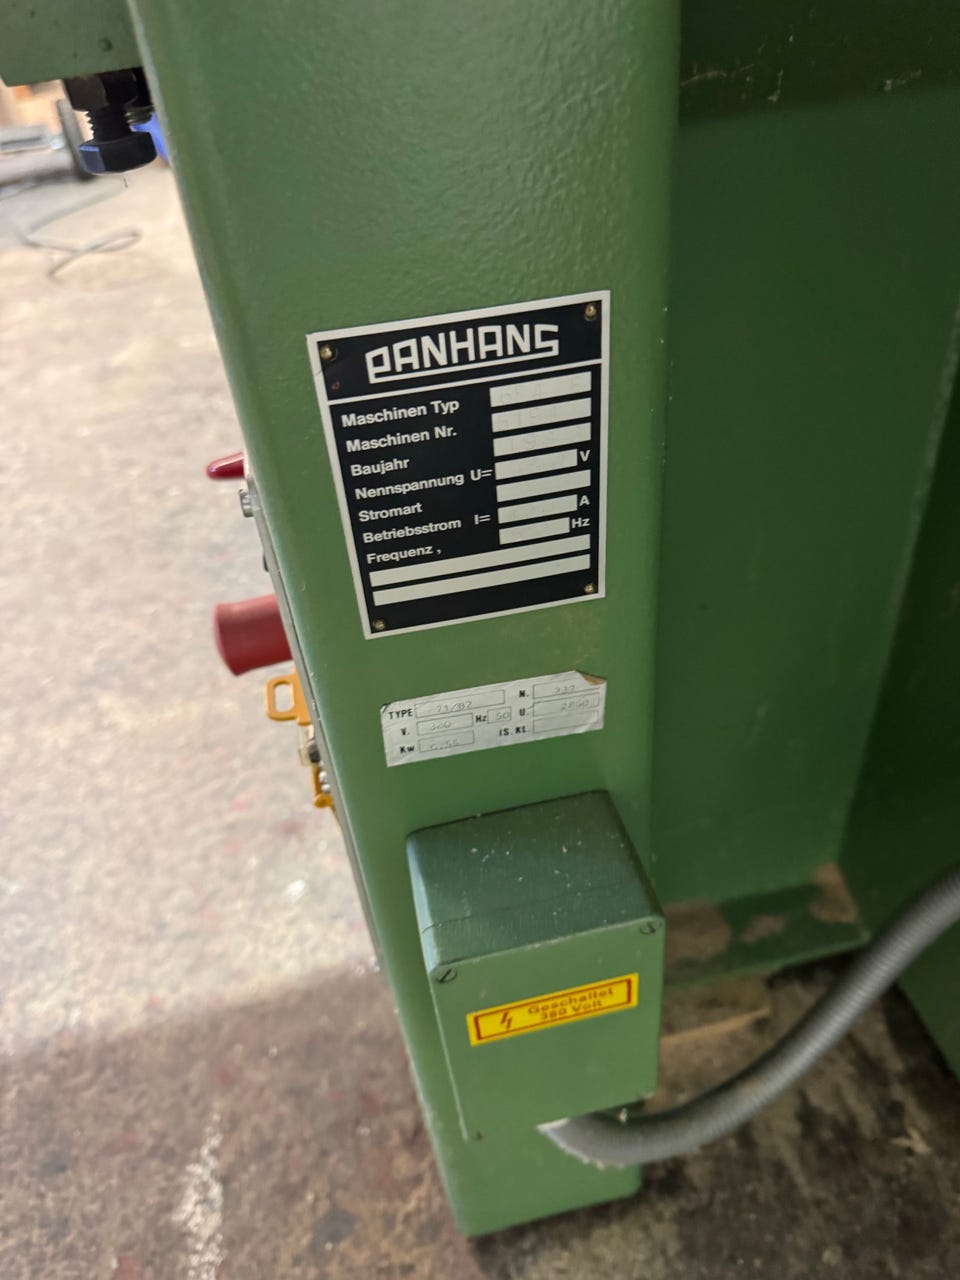 PANHANS
Maschinen Typ
Maschinen Nr.
Baujahr
Nennspannung U= V
Stromart
Betriebsstrom I= A
Frequenz, Hz
TYPE N.
V. Hz 50 U. 2860
Kw IS. KL.
Geschaltet
380 Volt